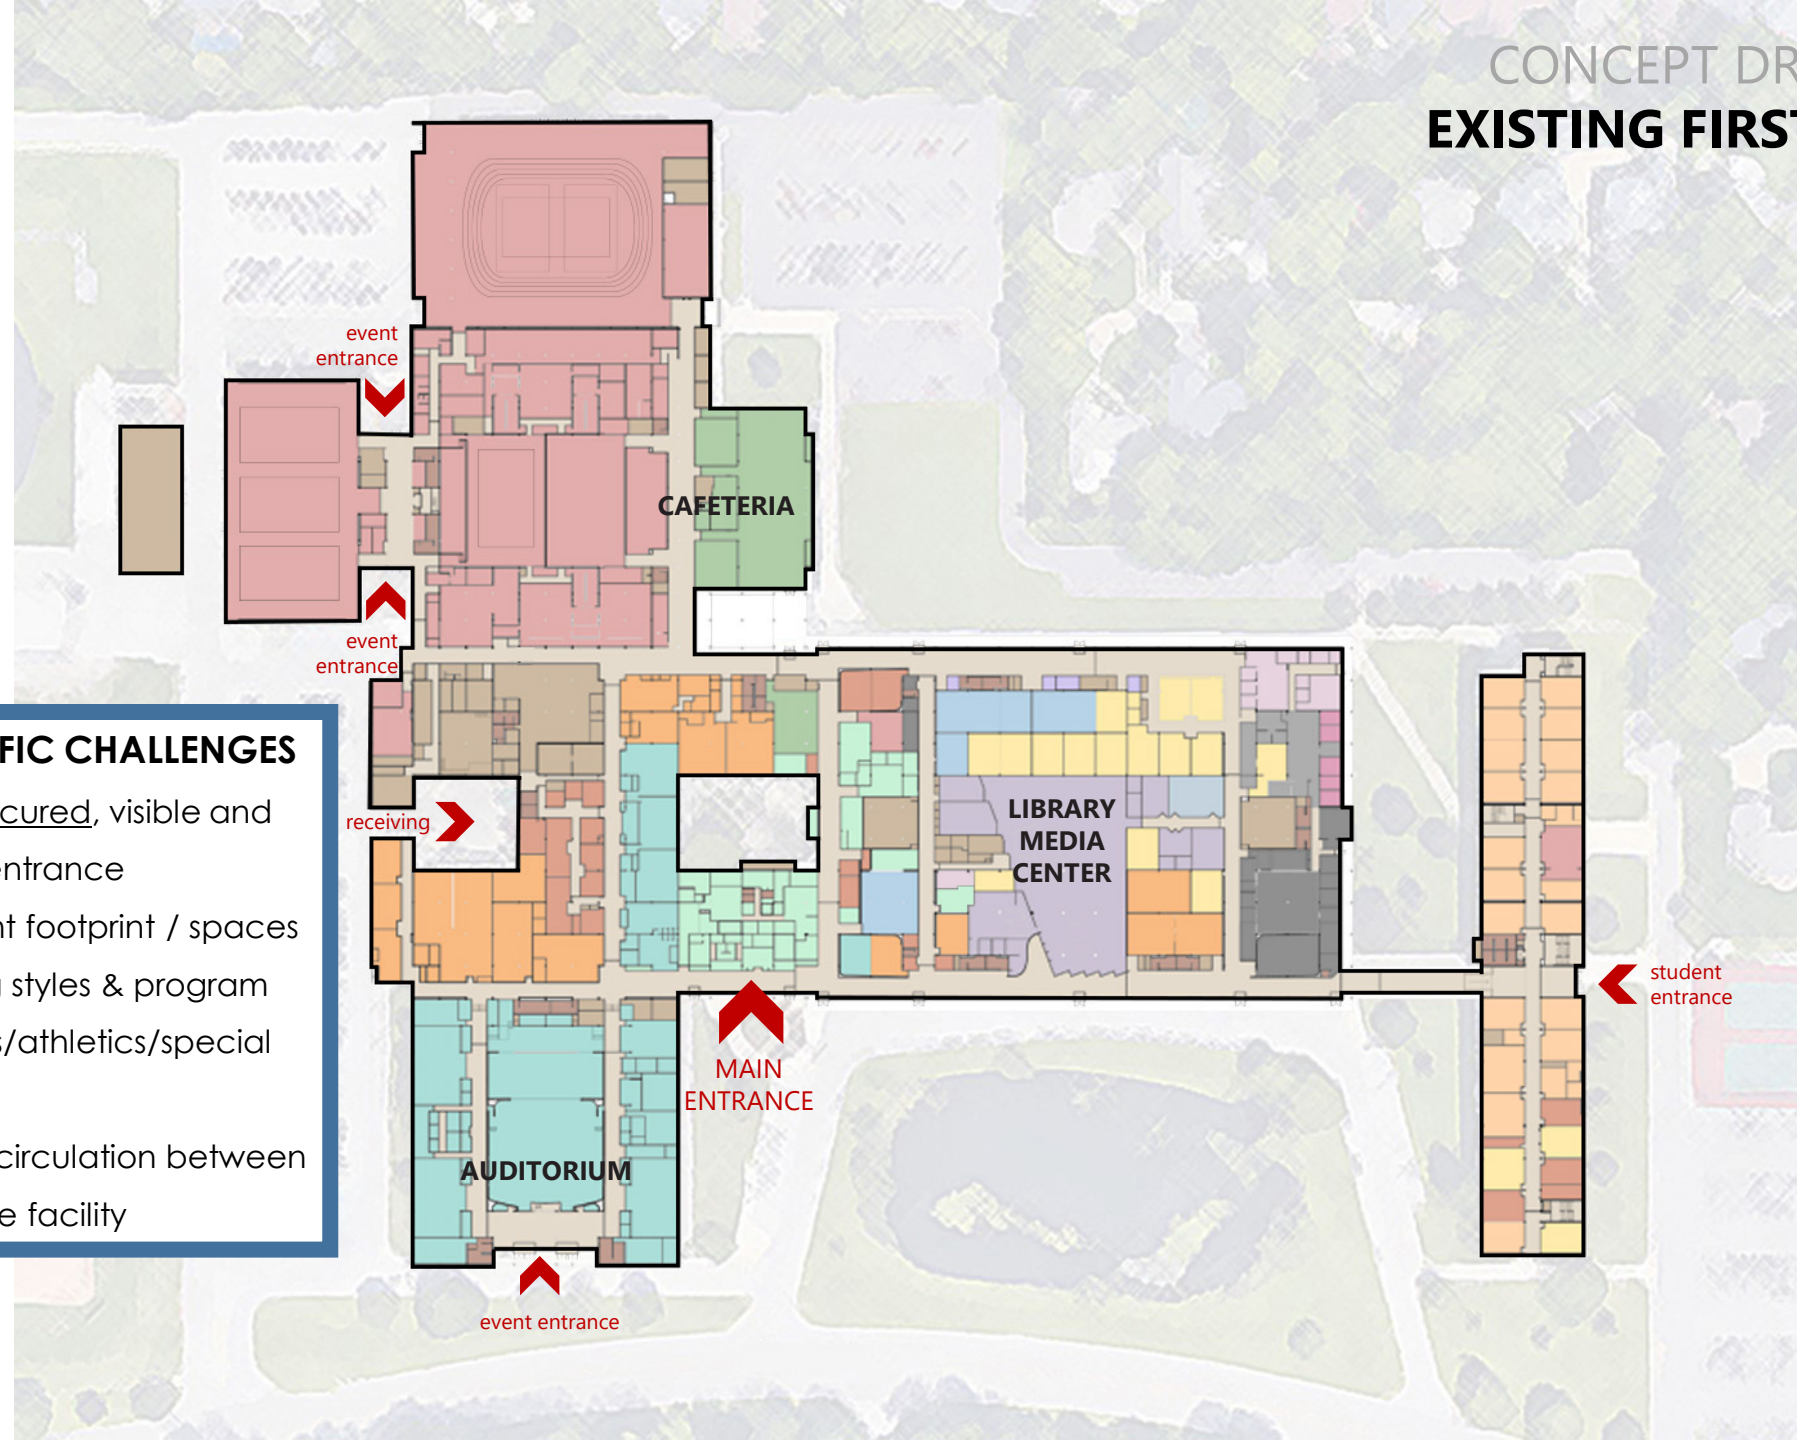 CONCEPT DR
EXISTING FIRST
event
entrance
CAFETERIA
event
entrance
FIC CHALLENGES
cured, visible and
entrance
nt footprint / spaces
g styles & program
s/athletics/special
circulation between
e facility
receiving
LIBRARY
MEDIA
CENTER
student
entrance
MAIN
ENTRANCE
AUDITORIUM
event entrance